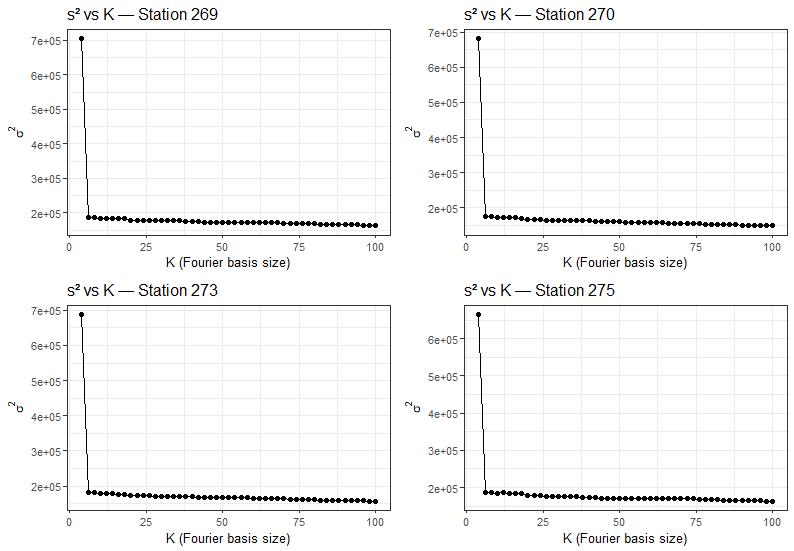 s² vs K — Station 269
7e+05
6e+05
5e+05
4e+05
3e+05
2e+05
σ²
0 25 50 75 100
K (Fourier basis size)
s² vs K — Station 270
7e+05
6e+05
5e+05
4e+05
3e+05
2e+05
σ²
0 25 50 75 100
K (Fourier basis size)
s² vs K — Station 273
7e+05
6e+05
5e+05
4e+05
3e+05
2e+05
σ²
0 25 50 75 100
K (Fourier basis size)
s² vs K — Station 275
6e+05
5e+05
4e+05
3e+05
2e+05
σ²
0 25 50 75 100
K (Fourier basis size)